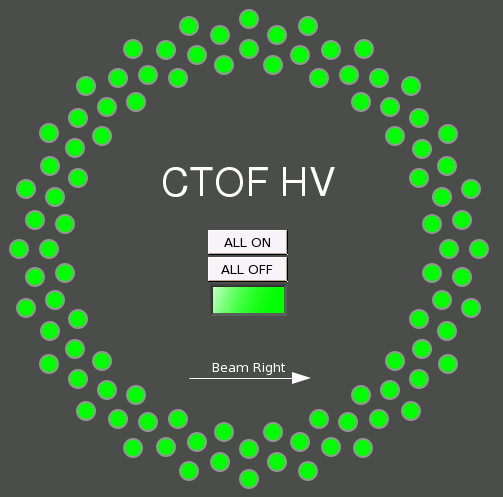 CTOF HV
ALL ON
ALL OFF
Beam Right